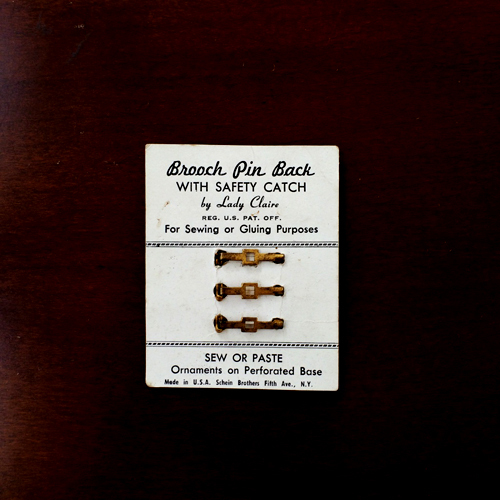 Brooch Pin Back
WITH SAFETY CATCH
by Lady Claire
REG. U.S. PAT. OFF.
For Sewing or Gluing Purposes
SEW OR PASTE
Ornaments on Perforated Base
Made in U.S.A. Schein Brothers Fifth Ave., N.Y.